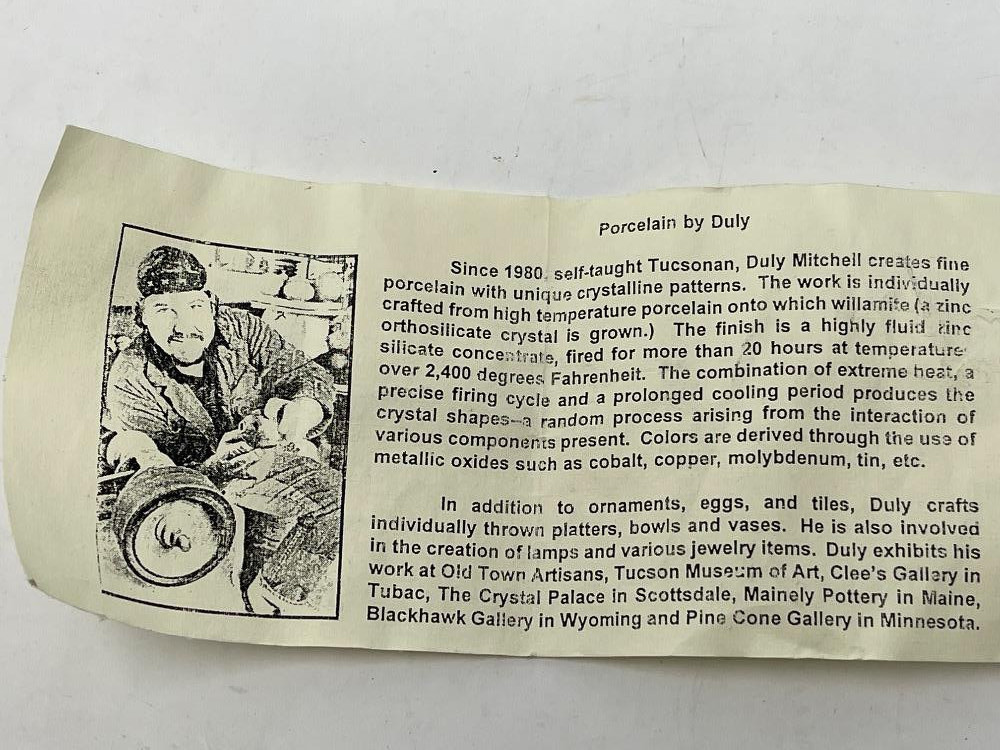 Porcelain by Duly
Since 1980, self-taught Tucsonan, Duly Mitchell creates fine
porcelain with unique crystalline patterns. The work is individually
crafted from high temperature porcelain onto which willamite (a zinc
orthosilicate crystal is grown.) The finish is a highly fluid zinc
silicate concentrate, fired for more than 20 hours at temperature
over 2,400 degrees Fahrenheit. The combination of extreme heat, a
precise firing cycle and a prolonged cooling period produces the
crystal shapes--a random process arising from the interaction of
various components present. Colors are derived through the use of
metallic oxides such as cobalt, copper, molybdenum, tin, etc.
In addition to ornaments, eggs, and tiles, Duly crafts
individually thrown platters, bowls and vases. He is also involved
in the creation of lamps and various jewelry items. Duly exhibits his
work at Old Town Artisans, Tucson Museum of Art, Clee's Gallery in
Tubac, The Crystal Palace in Scottsdale, Mainely Pottery in Maine,
Blackhawk Gallery in Wyoming and Pine Cone Gallery in Minnesota.